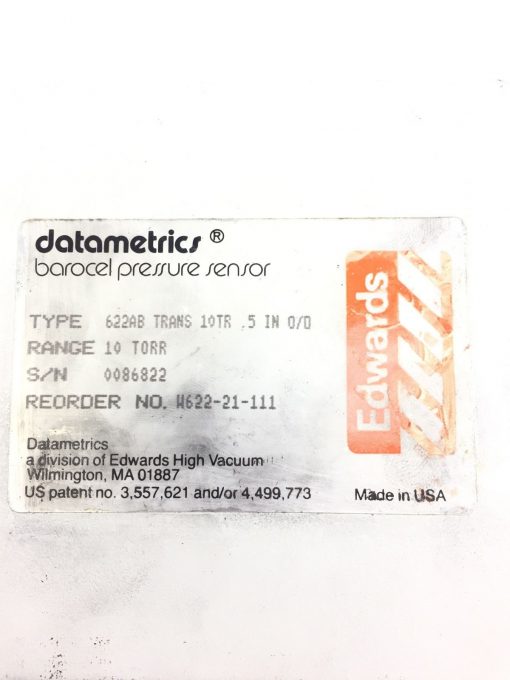 datametrics ®
barocel pressure sensor
TYPE 622AB TRANS 10TR .5 IN O/D
RANGE 10 TORR
S/N 0086822
REORDER NO. W622-21-111
Edwards
Datametrics
a division of Edwards High Vacuum
Wilmington, MA 01887
US patent no. 3,557,621 and/or 4,499,773
Made in USA